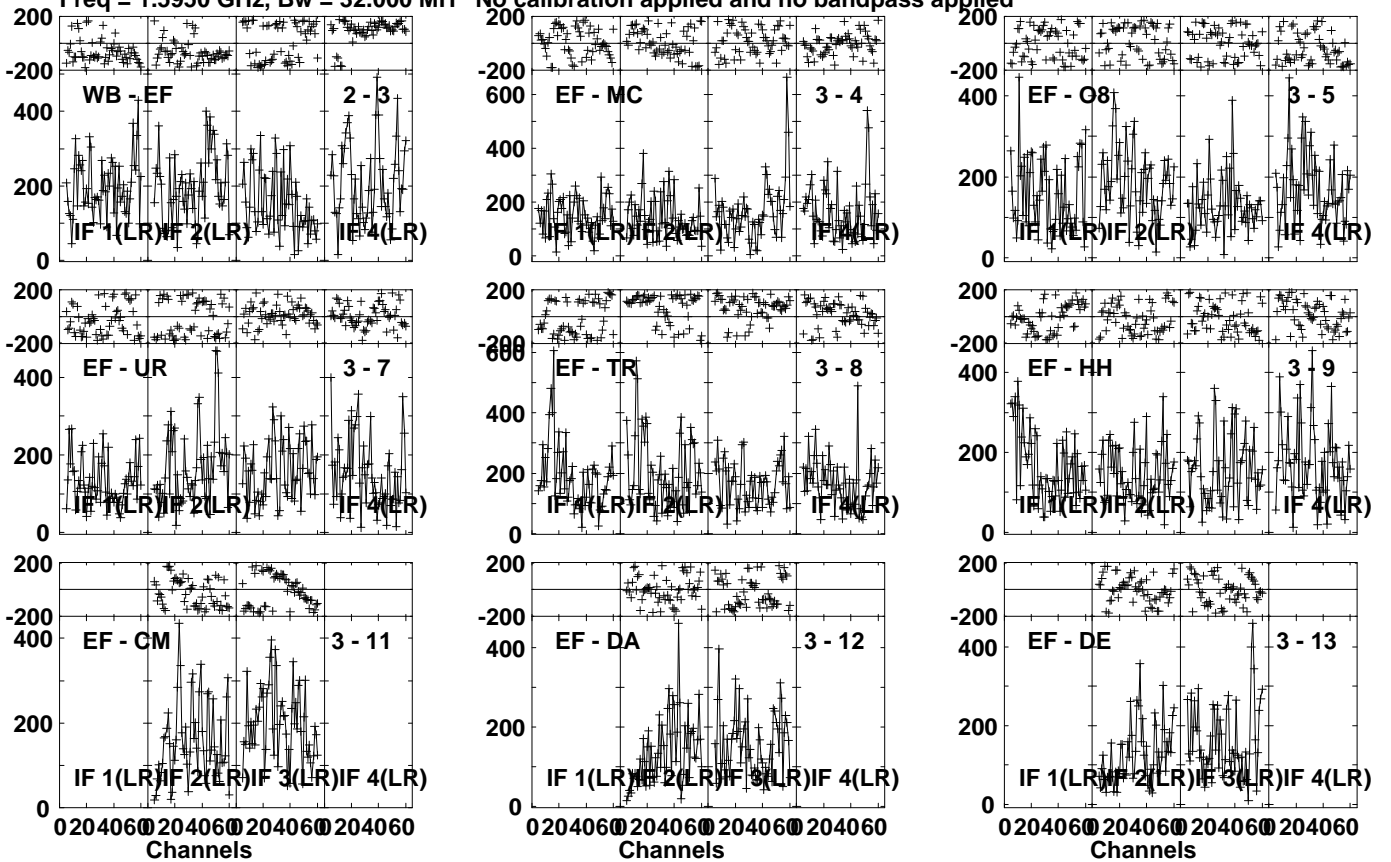 Freq = 1.5950 GHz, Bw = 32.000 MH No calibration applied and no bandpass applied
200
-200
WB - EF
2 - 3
400
200
0
IF 1(LR)
IF 2(LR)
IF 4(LR)
200
-200
EF - MC
3 - 4
600
400
200
0
IF 1(LR)
IF 2(LR)
IF 4(LR)
200
-200
EF - O8
3 - 5
400
200
0
IF 1(LR)
IF 2(LR)
IF 4(LR)
200
-200
EF - UR
3 - 7
400
200
0
IF 1(LR)
IF 2(LR)
IF 4(LR)
200
-200
600
EF - TR
3 - 8
400
200
0
IF 1(LR)
IF 2(LR)
IF 4(LR)
200
-200
EF - HH
3 - 9
400
200
0
IF 1(LR)
IF 2(LR)
IF 4(LR)
200
-200
EF - CM
3 - 11
400
200
0
IF 1(LR)
IF 2(LR)
IF 3(LR)
IF 4(LR)
0 20 40 60 0 20 40 60 0 20 40 60 0 20 40 60
Channels
200
-200
EF - DA
3 - 12
400
200
0
IF 1(LR)
IF 2(LR)
IF 3(LR)
IF 4(LR)
0 20 40 60 0 20 40 60 0 20 40 60 0 20 40 60
Channels
200
-200
EF - DE
3 - 13
400
200
0
IF 1(LR)
IF 2(LR)
IF 3(LR)
IF 4(LR)
0 20 40 60 0 20 40 60 0 20 40 60 0 20 40 60
Channels